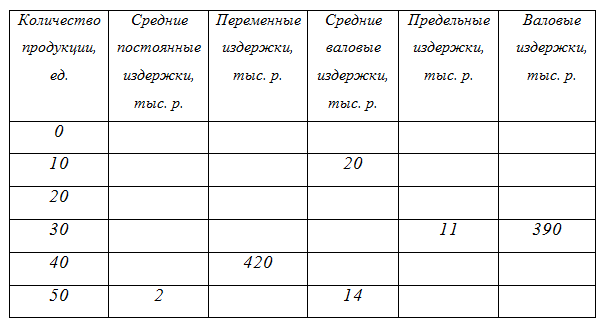 Количество продукции, ед. Средние постоянные издержки, тыс. р. Переменные издержки, тыс. р. Средние валовые издержки, тыс. р. Предельные издержки, тыс. р. Валовые издержки, тыс. р.
0
10 20
20
30 11 390
40 420
50 2 14